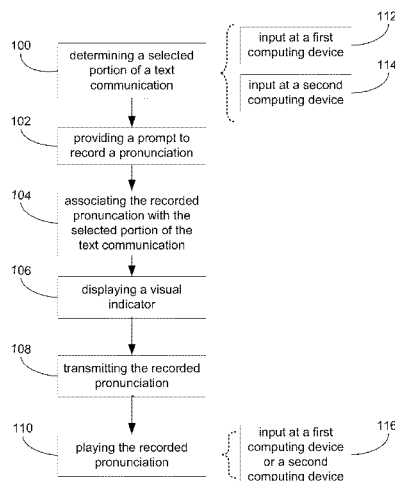 100
determining a selected
portion of a text
communication
112
input at a first
computing device
114
input at a second
computing device
102
providing a prompt to
record a pronunciation
104
associating the recorded
pronuncation with the
selected portion of the
text communication
106
displaying a visual
indicator
108
transmitting the recorded
pronunciation
110
playing the recorded
pronunciation
116
input at a first
computing device
or a second
computing device